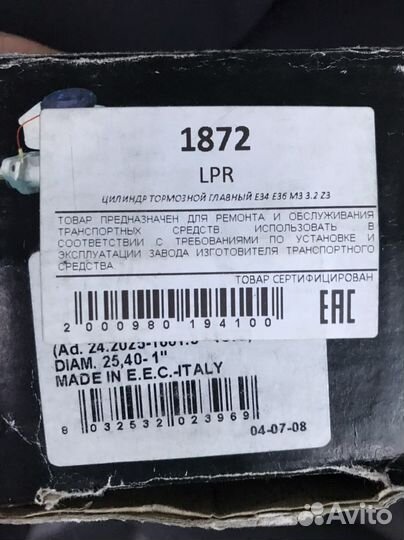 1872
LPR
ЦИЛИНДР ТОРМОЗНОЙ ГЛАВНЫЙ E34 E36 M3 3.2 Z3
ТОВАР ПРЕДНАЗНАЧЕН ДЛЯ РЕМОНТА И ОБСЛУЖИВАНИЯ
ТРАНСПОРТНЫХ СРЕДСТВ. ИСПОЛЬЗОВАТЬ В
СООТВЕТСТВИИ С ТРЕБОВАНИЯМИ ПО УСТАНОВКЕ И
ЭКСПЛУАТАЦИИ ЗАВОДА ИЗГОТОВИТЕЛЯ ТРАНСПОРТНОГО
СРЕДСТВА
ТОВАР СЕРТИФИЦИРОВАН
2 000980 194100
EAC
(Ad.
DIAM. 25,40- 1"
MADE IN E.E.C.-ITALY
8 032532 023969
04-07-08
Avito